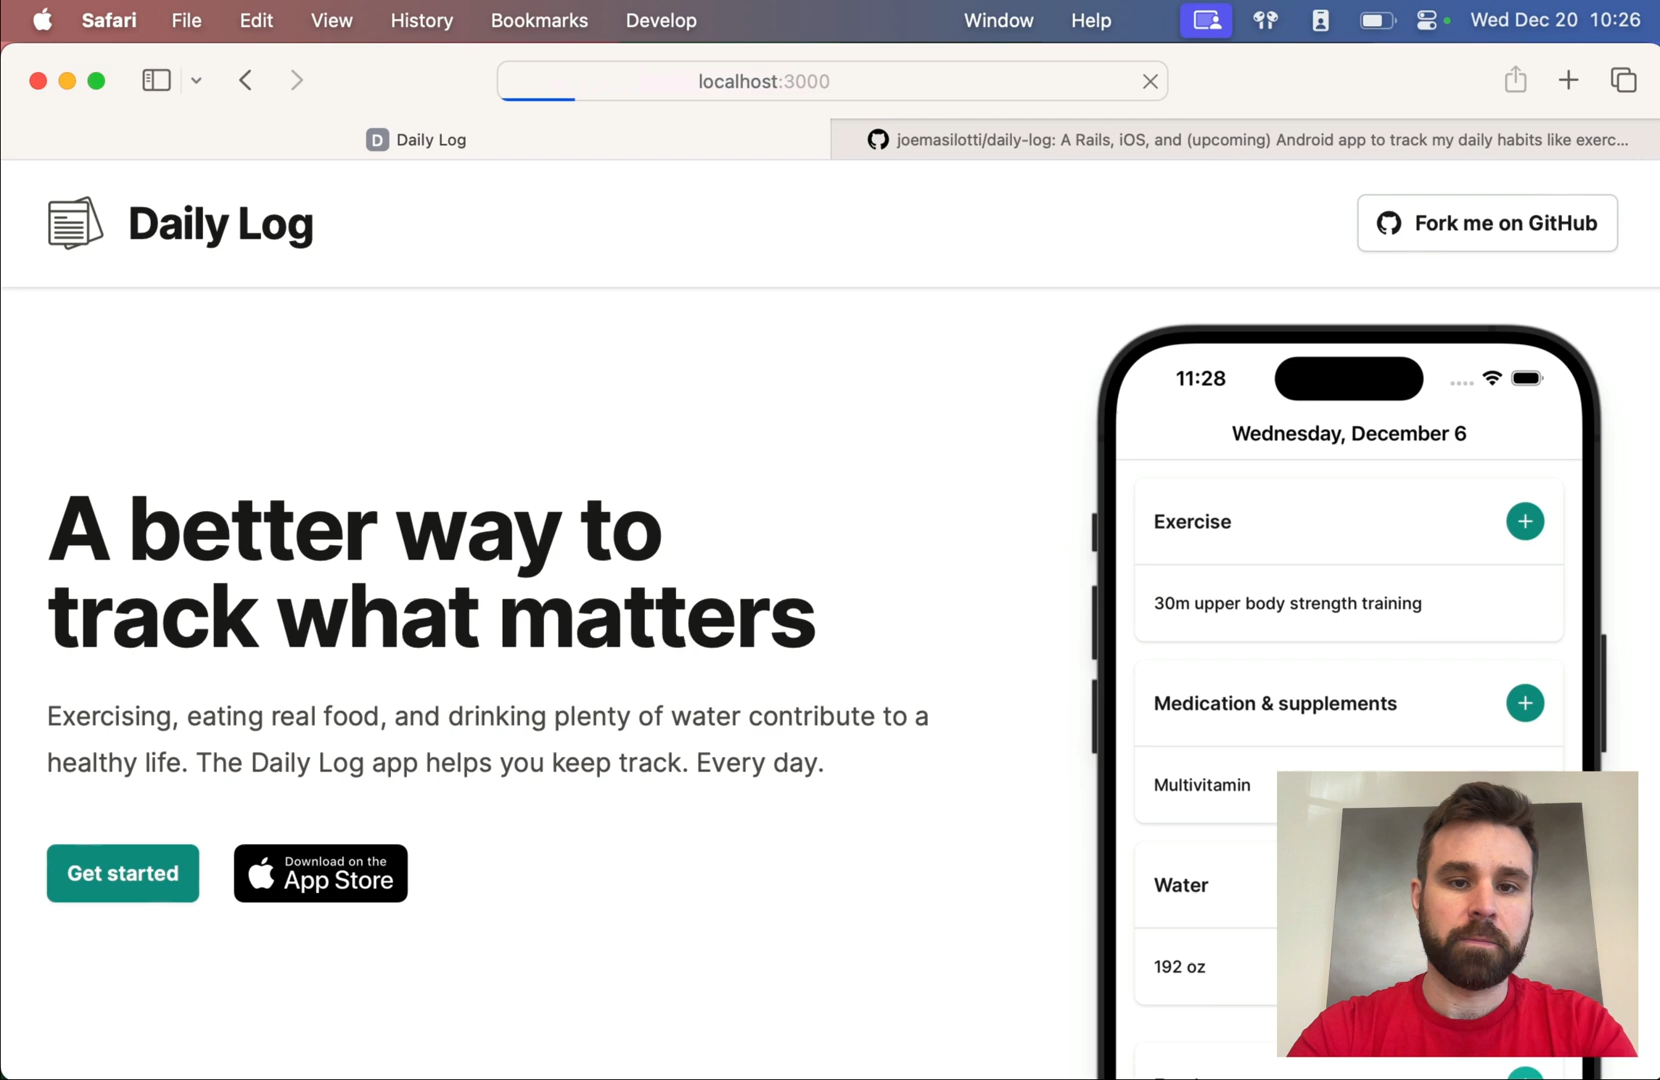 Safari File Edit View History Bookmarks Develop Window Help Wed Dec 20 10:26
localhost:3000
D Daily Log
joemasilotti/daily-log: A Rails, iOS, and (upcoming) Android app to track my daily habits like exerc...
Daily Log
Fork me on GitHub
A better way to
track what matters
Exercising, eating real food, and drinking plenty of water contribute to a
healthy life. The Daily Log app helps you keep track. Every day.
Get started
Download on the
App Store
11:28
Wednesday, December 6
Exercise
30m upper body strength training
Medication & supplements
Multivitamin
Water
192 oz